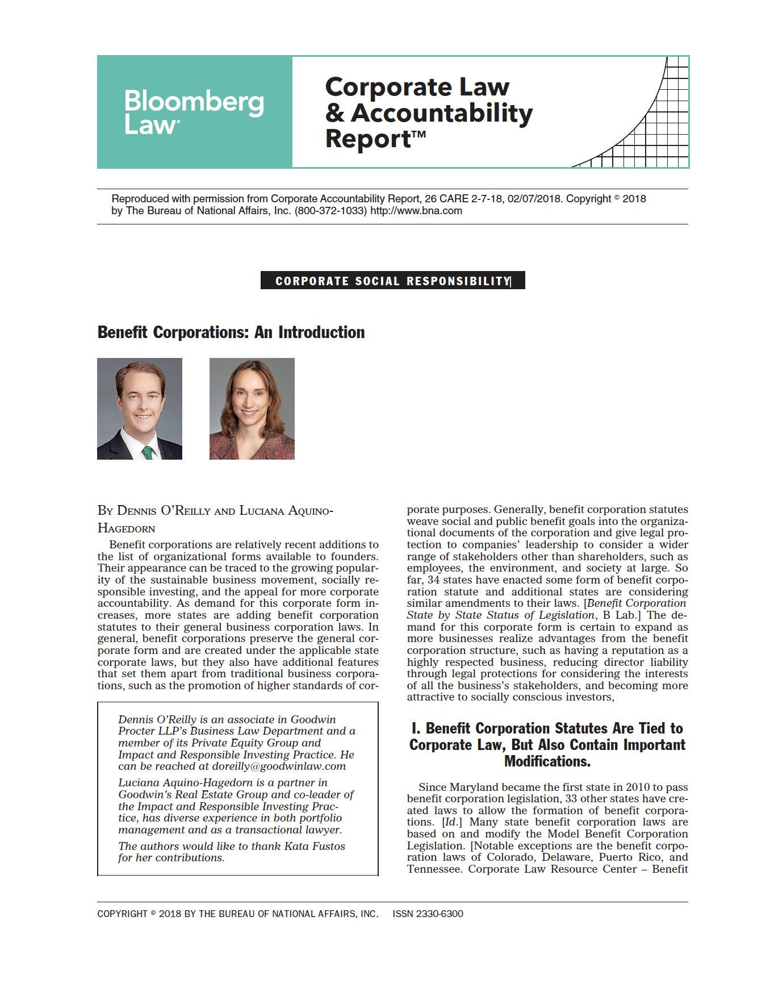 Bloomberg
Law®
Corporate Law
& Accountability
Report™
Reproduced with permission from Corporate Accountability Report, 26 CARE 2-7-18, 02/07/2018. Copyright © 2018
by The Bureau of National Affairs, Inc. (800-372-1033) http://www.bna.com
CORPORATE SOCIAL RESPONSIBILITY
Benefit Corporations: An Introduction
BY DENNIS O'REILLY AND LUCIANA AQUINO-
HAGEDORN
Benefit corporations are relatively recent additions to
the list of organizational forms available to founders.
Their appearance can be traced to the growing popular-
ity of the sustainable business movement, socially re-
sponsible investing, and the appeal for more corporate
accountability. As demand for this corporate form in-
creases, more states are adding benefit corporation
statutes to their general business corporation laws. In
general, benefit corporations preserve the general cor-
porate form and are created under the applicable state
corporate laws, but they also have additional features
that set them apart from traditional business corpora-
tions, such as the promotion of higher standards of cor-
Dennis O'Reilly is an associate in Goodwin
Procter LLP's Business Law Department and a
member of its Private Equity Group and
Impact and Responsible Investing Practice. He
can be reached at doreilly@goodwinlaw.com
Luciana Aquino-Hagedorn is a partner in
Goodwin's Real Estate Group and co-leader of
the Impact and Responsible Investing Prac-
tice, has diverse experience in both portfolio
management and as a transactional lawyer.
The authors would like to thank Kata Fustos
for her contributions.
porate purposes. Generally, benefit corporation statutes
weave social and public benefit goals into the organiza-
tional documents of the corporation and give legal pro-
tection to companies' leadership to consider a wider
range of stakeholders other than shareholders, such as
employees, the environment, and society at large. So
far, 34 states have enacted some form of benefit corpo-
ration statute and additional states are considering
similar amendments to their laws. [Benefit Corporation
State by State Status of Legislation, B Lab.] The de-
mand for this corporate form is certain to expand as
more businesses realize advantages from the benefit
corporation structure, such as having a reputation as a
highly respected business, reducing director liability
through legal protections for considering the interests
of all the business's stakeholders, and becoming more
attractive to socially conscious investors,
I. Benefit Corporation Statutes Are Tied to
Corporate Law, But Also Contain Important
Modifications.
Since Maryland became the first state in 2010 to pass
benefit corporation legislation, 33 other states have cre-
ated laws to allow the formation of benefit corpora-
tions. [Id.] Many state benefit corporation laws are
based on and modify the Model Benefit Corporation
Legislation. [Notable exceptions are the benefit corpo-
ration laws of Colorado, Delaware, Puerto Rico, and
Tennessee. Corporate Law Resource Center – Benefit
COPYRIGHT © 2018 BY THE BUREAU OF NATIONAL AFFAIRS, INC. ISSN 2330-6300